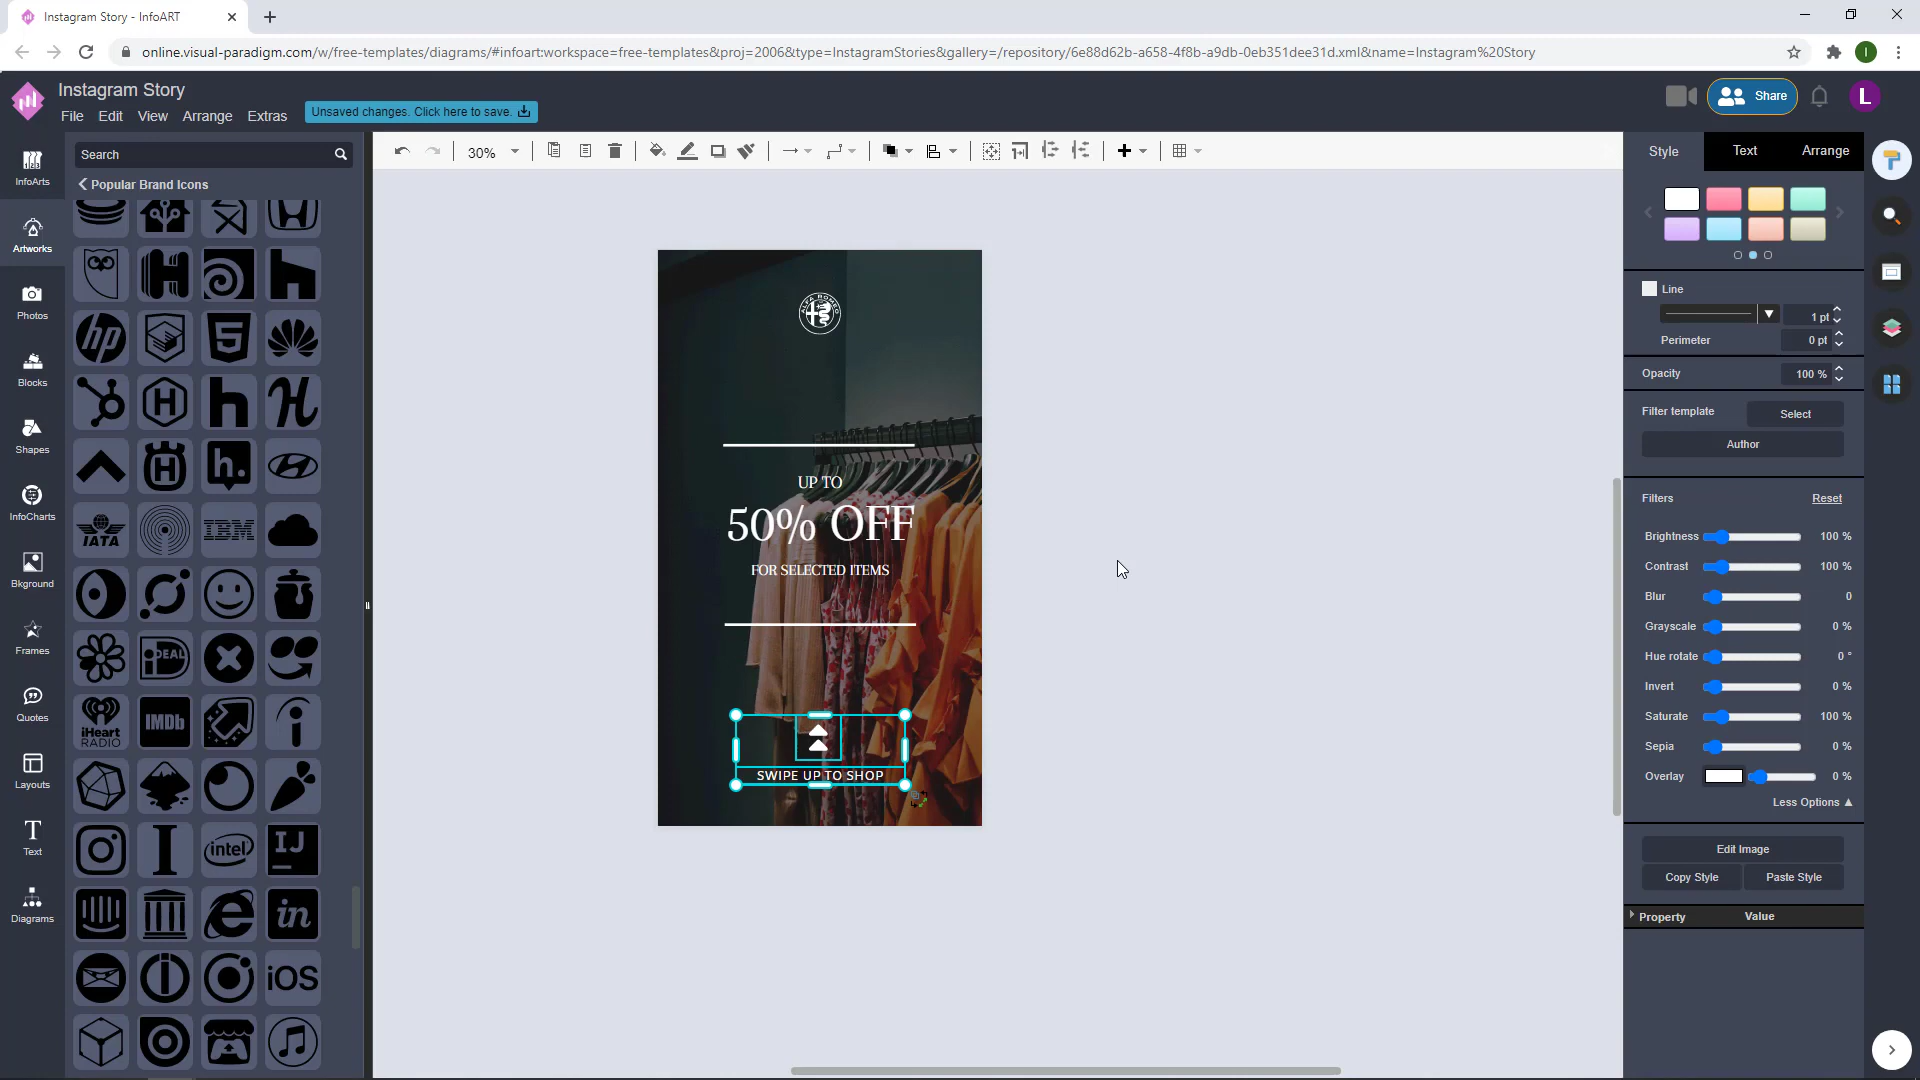 Instagram Story - InfoART
online.visual-paradigm.com/w/free-templates/diagrams/#infoart:workspace=free-templates&proj=2006&type=InstagramStories&gallery=/repository/6e88d62b-a658-4f8b-a9db-0eb351dee31d.xml&name=Instagram%20Story
I
Instagram Story
File Edit View Arrange Extras
Unsaved changes. Click here to save.
Share
L
InfoArts
Artworks
Photos
Blocks
Shapes
InfoCharts
Bkground
Frames
Quotes
Layouts
Text
Diagrams
Search
Popular Brand Icons
hp
IATA
IBM
iDEAL
iHeart
RADIO
IMDb
intel
IJ
in
iOS
30%
ALFA ROMEO
UP TO
50% OFF
FOR SELECTED ITEMS
SWIPE UP TO SHOP
Style Text Arrange
Line
1 pt
Perimeter 0 pt
Opacity 100 %
Filter template Select
Author
Filters Reset
Brightness 100 %
Contrast 100 %
Blur 0
Grayscale 0 %
Hue rotate 0 °
Invert 0 %
Saturate 100 %
Sepia 0 %
Overlay 0 %
Less Options
Edit Image
Copy Style Paste Style
Property Value